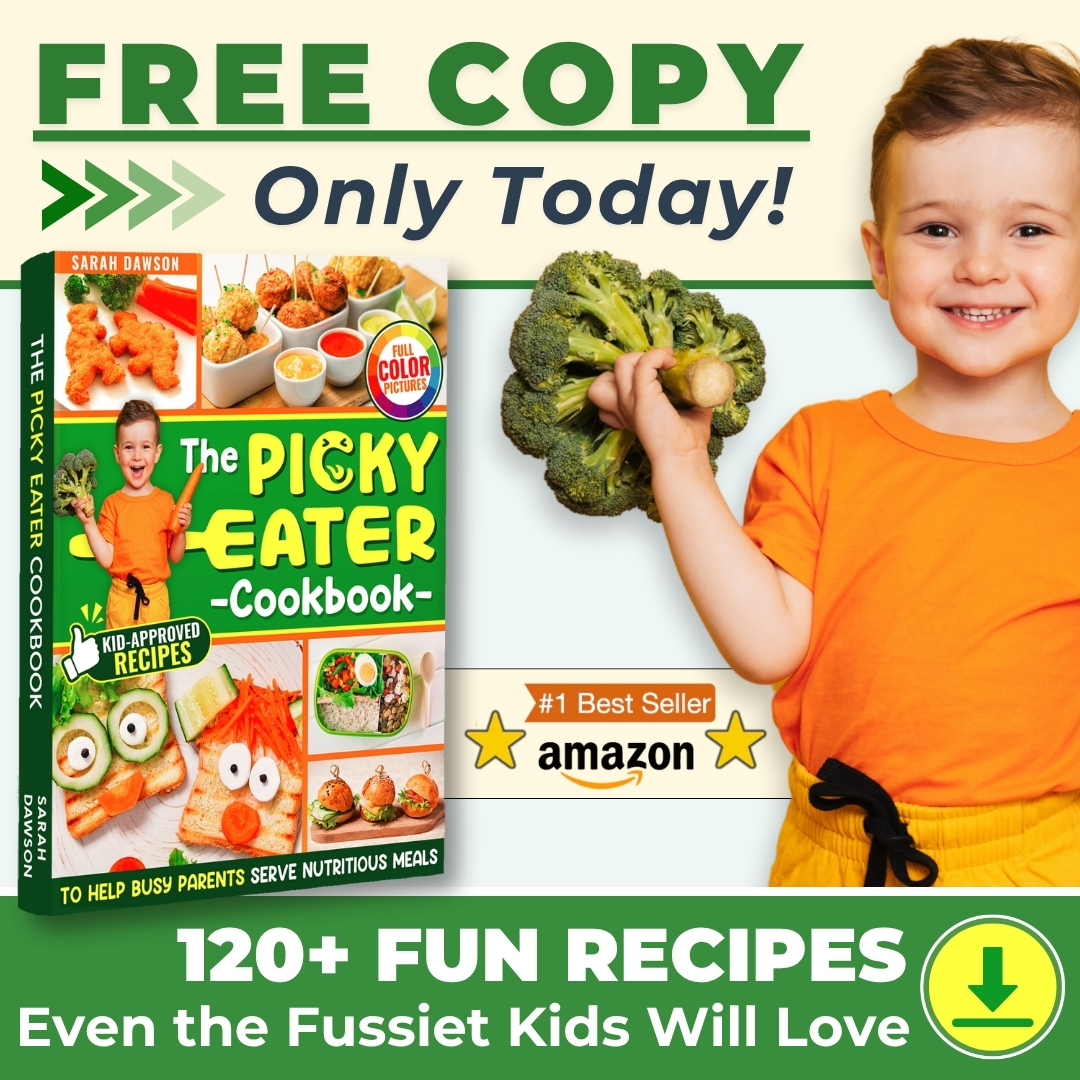 FREE COPY
Only Today!
SARAH DAWSON
FULL
COLOR
PICTURES
The PICKY
EATER
-Cookbook-
KID-APPROVED
RECIPES
TO HELP BUSY PARENTS SERVE NUTRITIOUS MEALS
THE PICKY EATER COOKBOOK
SARAH
DAWSON
#1 Best Seller
amazon
120+ FUN RECIPES
Even the Fussiet Kids Will Love